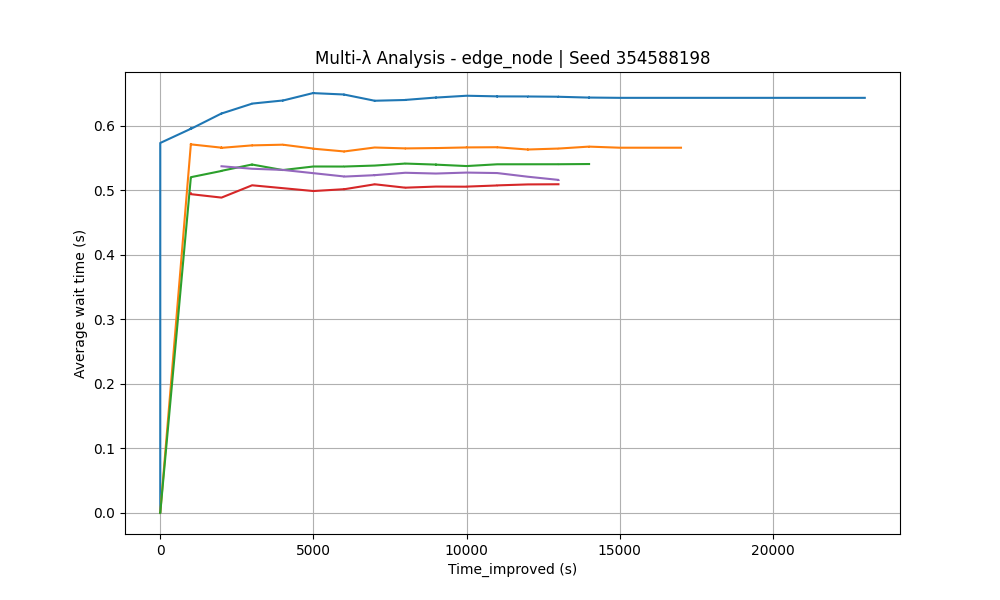 Multi-λ Analysis - edge_node | Seed 354588198
Average wait time (s)
0.6
0.5
0.4
0.3
0.2
0.1
0.0
0 5000 10000 15000 20000
Time_improved (s)